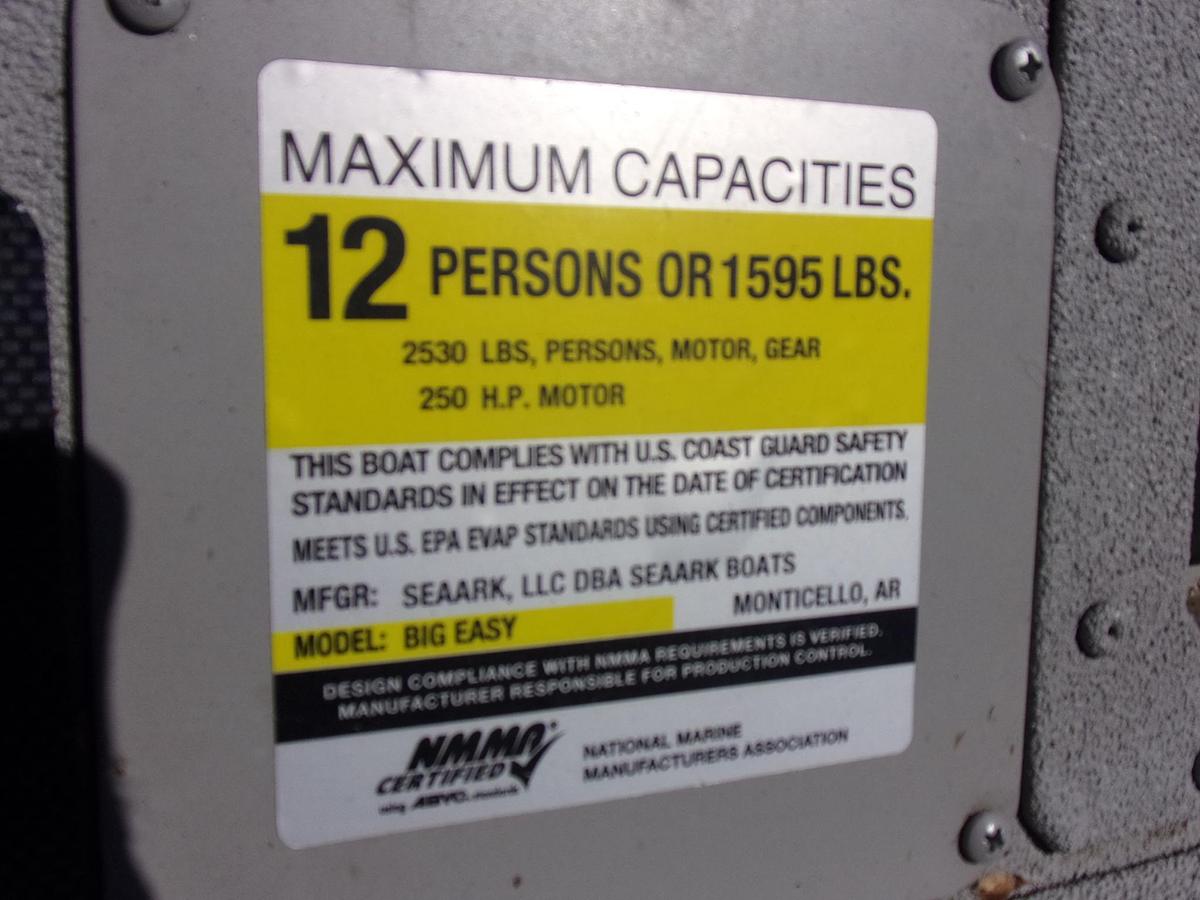 MAXIMUM CAPACITIES
12 PERSONS OR 1595 LBS.
2530 LBS, PERSONS, MOTOR, GEAR
250 H.P. MOTOR
THIS BOAT COMPLIES WITH U.S. COAST GUARD SAFETY
STANDARDS IN EFFECT ON THE DATE OF CERTIFICATION
MEETS U.S. EPA EVAP STANDARDS USING CERTIFIED COMPONENTS.
MFGR: SEAARK, LLC DBA SEAARK BOATS
MONTICELLO, AR
MODEL: BIG EASY
DESIGN COMPLIANCE WITH NMMA REQUIREMENTS IS VERIFIED.
MANUFACTURER RESPONSIBLE FOR PRODUCTION CONTROL.
NMMA
CERTIFIED
using ABYC standards
NATIONAL MARINE
MANUFACTURERS ASSOCIATION